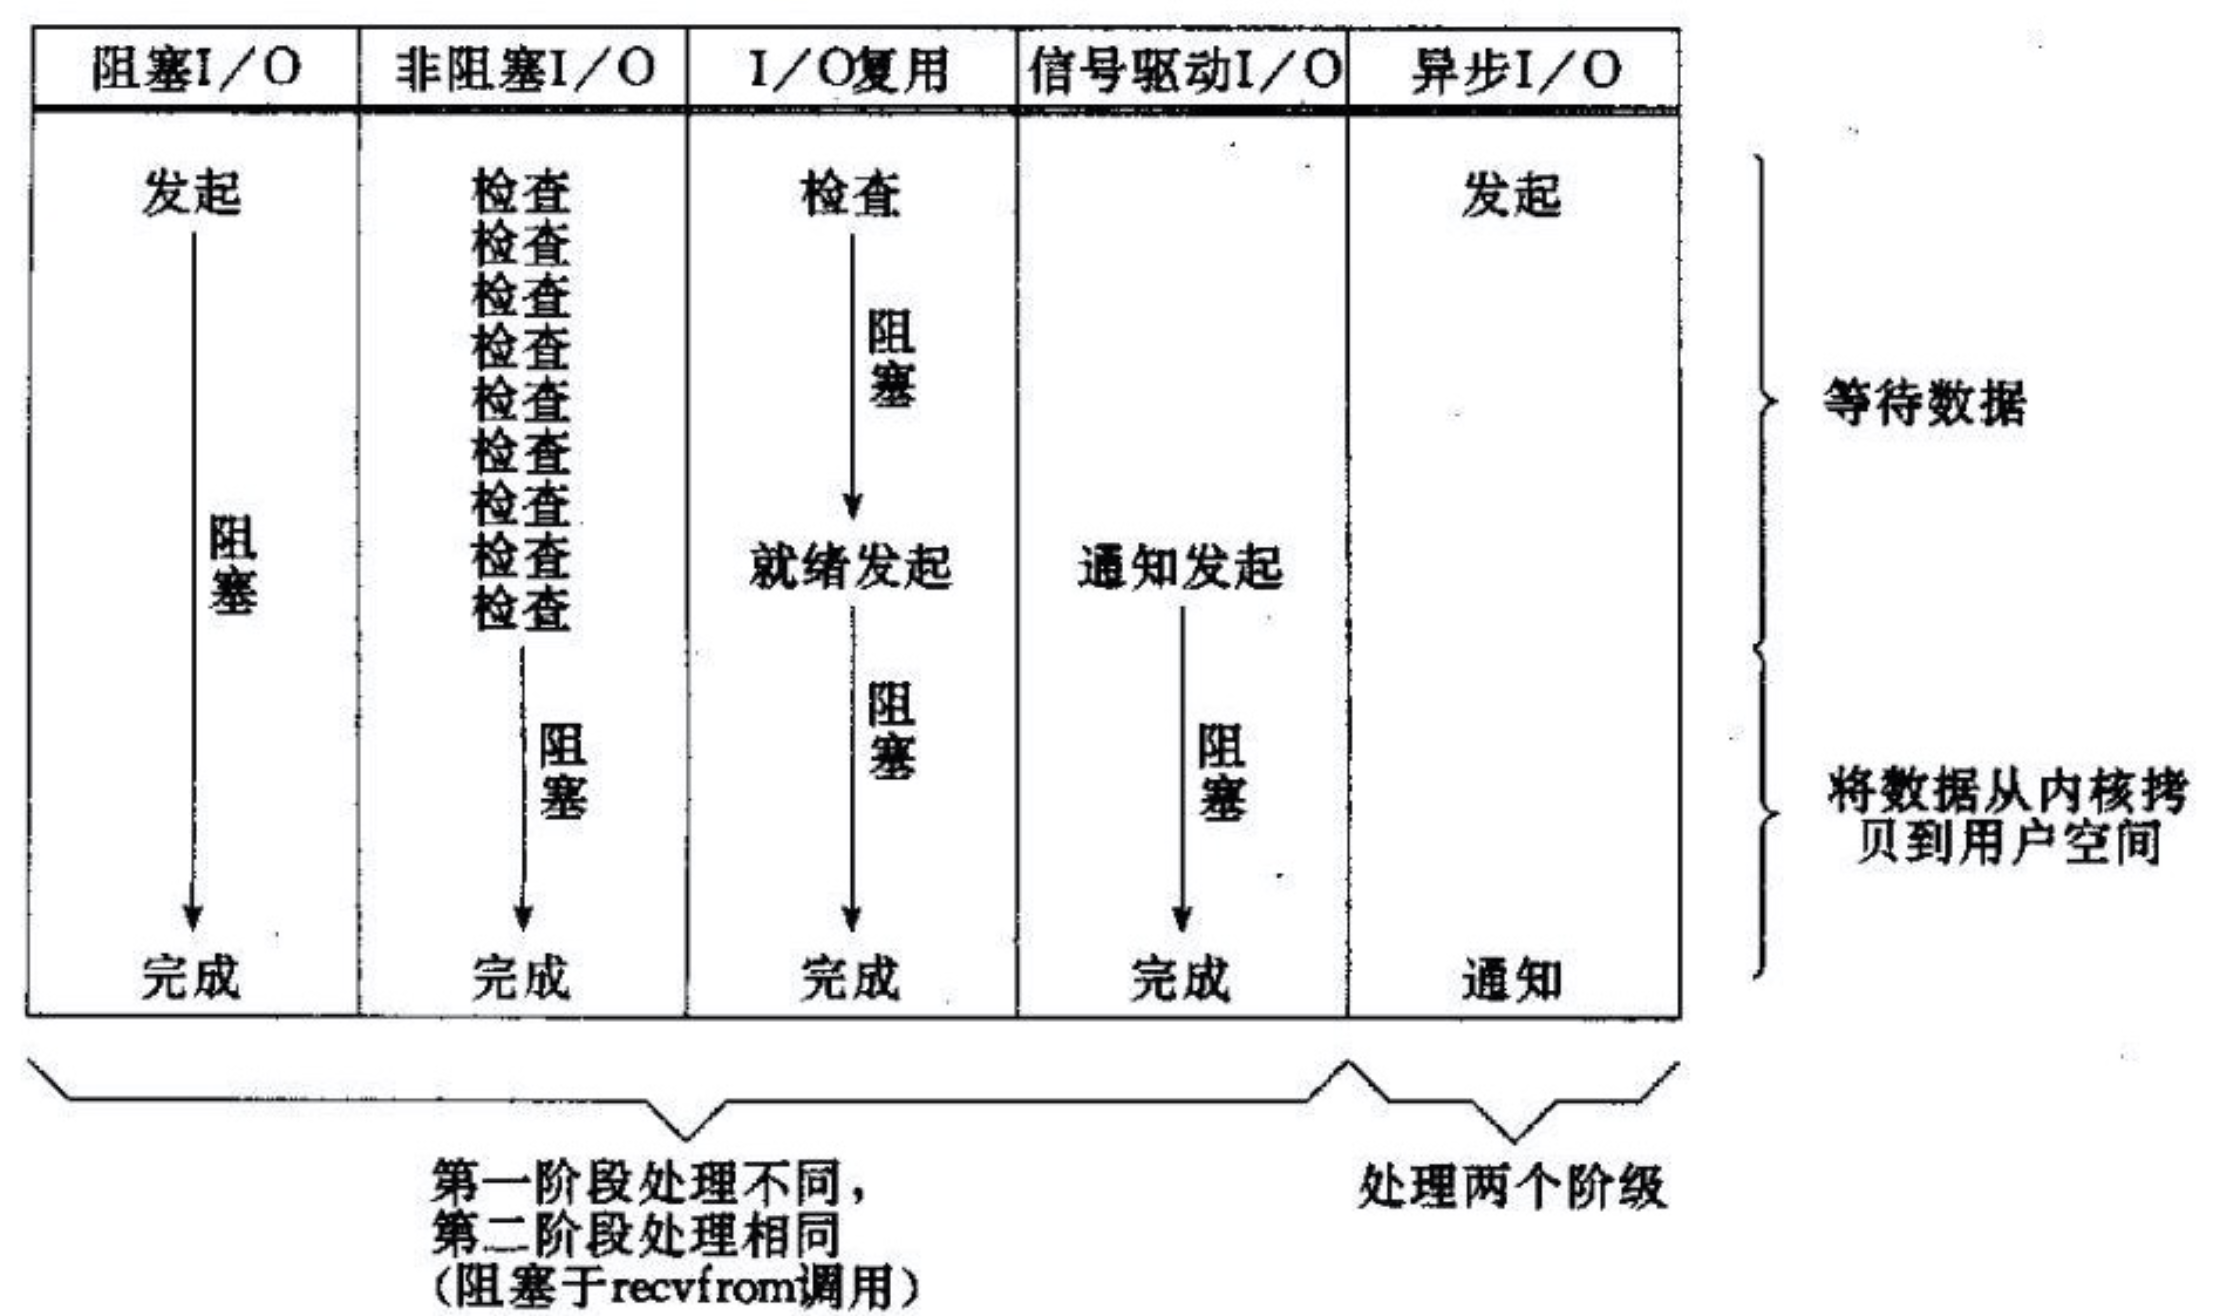 阻塞I/O
非阻塞I/O
I/O复用
信号驱动I/O
异步I/O
发起
阻塞
完成
检查
检查
检查
检查
检查
检查
检查
检查
检查
阻塞
完成
检查
阻塞
就绪发起
阻塞
完成
通知发起
阻塞
完成
发起
通知
等待数据
将数据从内核拷
贝到用户空间
第一阶段处理不同,
第二阶段处理相同
(阻塞于recvfrom调用)
处理两个阶级